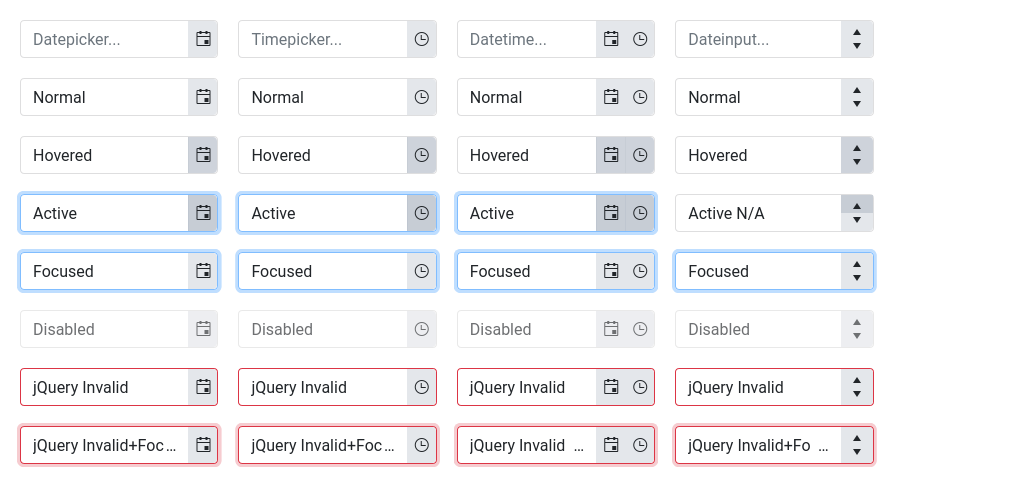 Datepicker... Timepicker... Datetime... Dateinput...
Normal Normal Normal Normal
Hovered Hovered Hovered Hovered
Active Active Active Active N/A
Focused Focused Focused Focused
Disabled Disabled Disabled Disabled
jQuery Invalid jQuery Invalid jQuery Invalid jQuery Invalid
jQuery Invalid+Foc... jQuery Invalid+Foc... jQuery Invalid ... jQuery Invalid+Fo ...